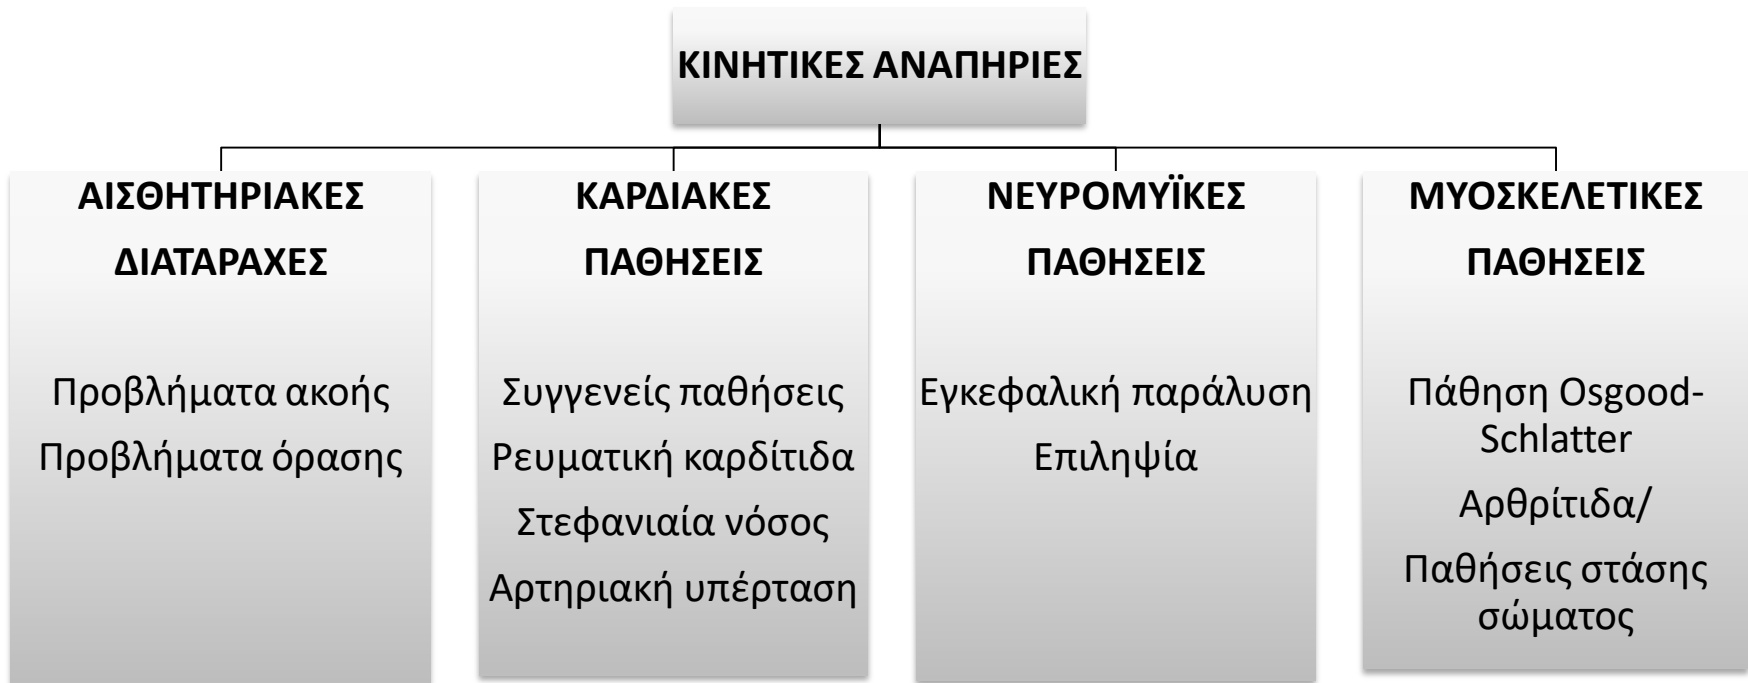 ΚΙΝΗΤΙΚΕΣ ΑΝΑΠΗΡΙΕΣ
ΑΙΣΘΗΤΗΡΙΑΚΕΣ
ΔΙΑΤΑΡΑΧΕΣ
Προβλήματα ακοής
Προβλήματα όρασης
ΚΑΡΔΙΑΚΕΣ
ΠΑΘΗΣΕΙΣ
Συγγενείς παθήσεις
Ρευματική καρδίτιδα
Στεφανιαία νόσος
Αρτηριακή υπέρταση
ΝΕΥΡΟΜΥΪΚΕΣ
ΠΑΘΗΣΕΙΣ
Εγκεφαλική παράλυση
Επιληψία
ΜΥΟΣΚΕΛΕΤΙΚΕΣ
ΠΑΘΗΣΕΙΣ
Πάθηση Osgood-
Schlatter
Αρθρίτιδα/
Παθήσεις στάσης
σώματος